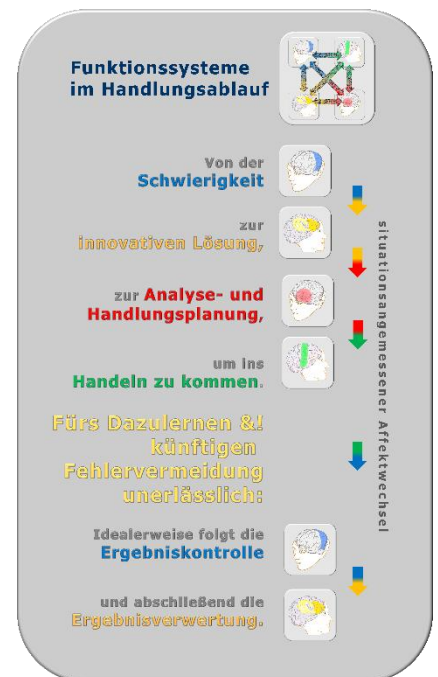 Funktionssysteme
im Handlungsablauf
Von der
Schwierigkeit
zur
innovativen Lösung,
zur Analyse- und
Handlungsplanung,
um ins
Handeln zu kommen.
Fürs Dazulernen &!
künftigen
Fehlervermeidung
unerlässlich:
Idealerweise folgt die
Ergebniskontrolle
und abschließend die
Ergebnisverwertung.
situationsangemessener Affektwechsel